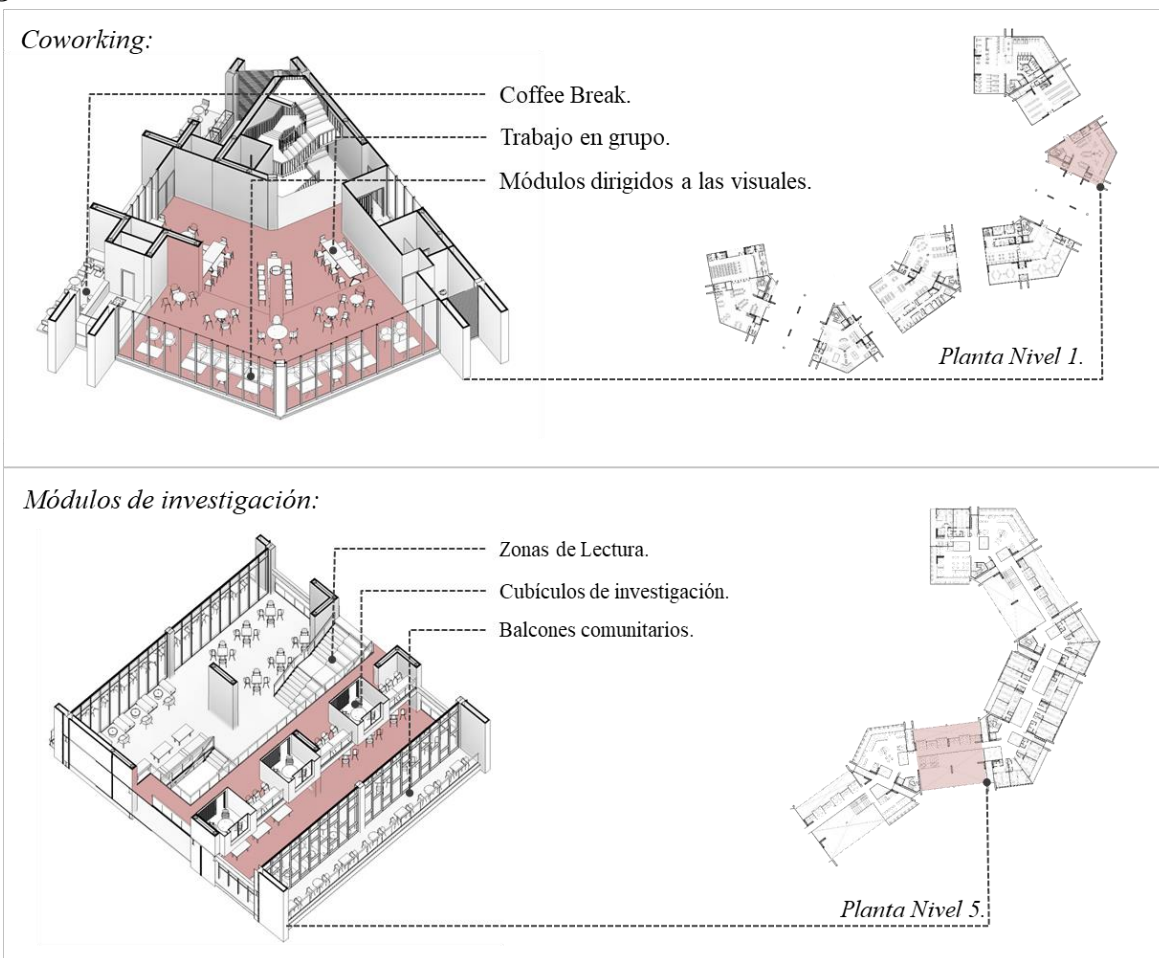 Coworking:
Coffee Break.
Trabajo en grupo.
Módulos dirigidos a las visuales.
Planta Nivel 1.
Módulos de investigación:
Zonas de Lectura.
Cubículos de investigación.
Balcones comunitarios.
Planta Nivel 5.